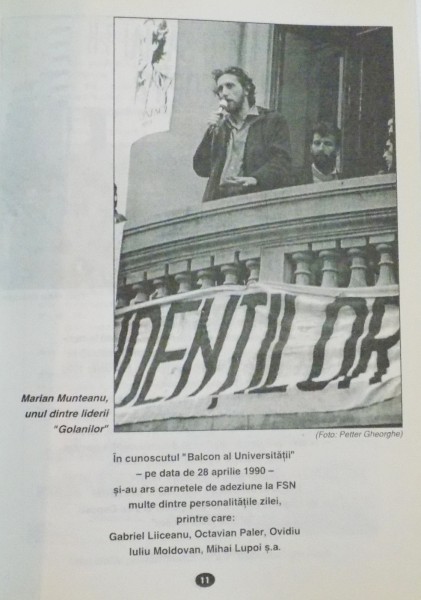 UDENȚILOR
Marian Munteanu,
unul dintre liderii
"Golanilor"
(Foto: Petter Gheorghe)
În cunoscutul "Balcon al Universității"
– pe data de 28 aprilie 1990 –
și-au ars carnetele de adeziune la FSN
multe dintre personalitățile zilei,
printre care:
Gabriel Liiceanu, Octavian Paler, Ovidiu
Iuliu Moldovan, Mihai Lupoi ș.a.
11